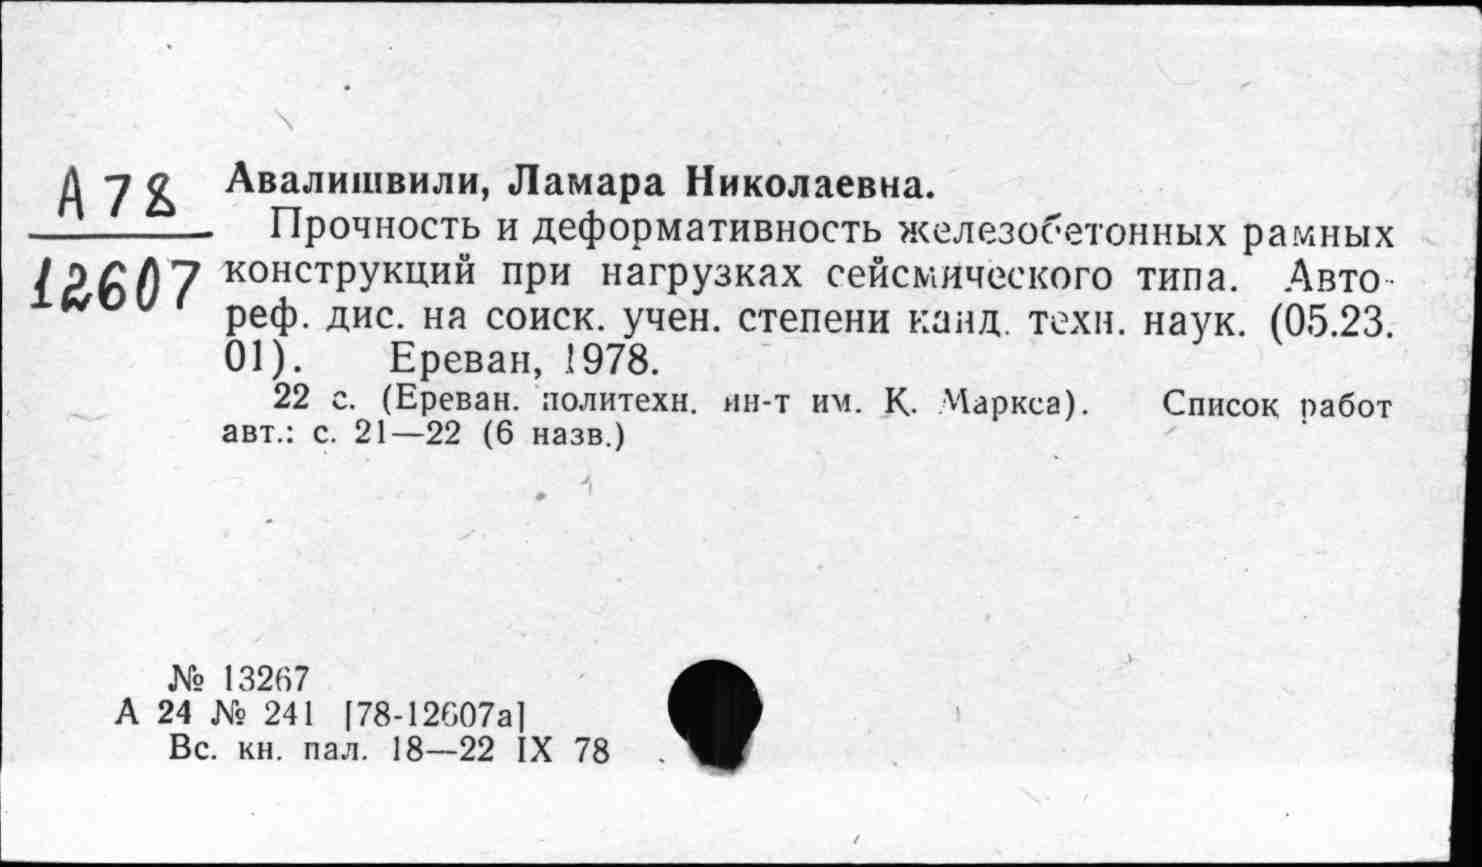 А 78
12607
Авалишвили, Ламара Николаевна.
Прочность и деформативность железобетонных рамных
конструкций при нагрузках сейсмического типа. Авто-
реф. дис. на соиск. учен. степени канд. техн. наук. (05.23.
01). Ереван, 1978.
22 с. (Ереван. политехн. ин-т им. К. Маркса). Список работ
авт.: с. 21—22 (6 назв.)
№ 13267
А 24 № 241 [78-12607а]
Вс. кн. пал. 18—22 IX 78